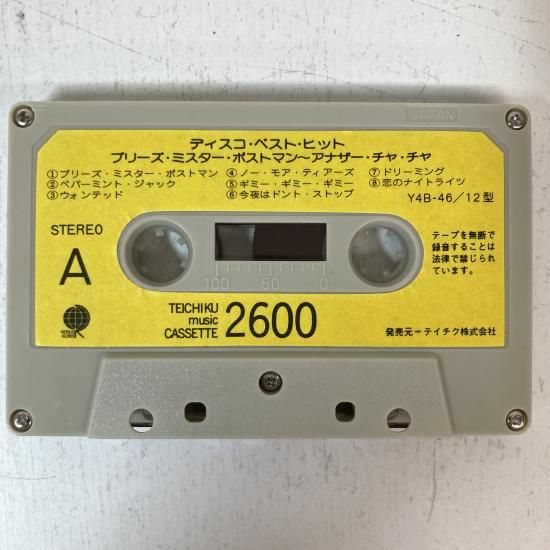 JAPAN
ディスコ・ベスト・ヒット
プリーズ・ミスター・ポストマン〜アナザー・チャ・チャ
①プリーズ・ミスター・ポストマン ④ノー・モア・ティアーズ ⑦ドリーミング
②ペパーミント・ジャック ⑤ギミー・ギミー・ギミー ⑧恋のナイトライツ
③ウォンテッド ⑥今夜はドント・ストップ
Y4B-46/12型
STEREO
A
テープを無断で
録音することは
法律で禁じられ
ています。
100 50 0
TEICHIKU
music
CASSETTE
2600
発売元=テイチク株式会社